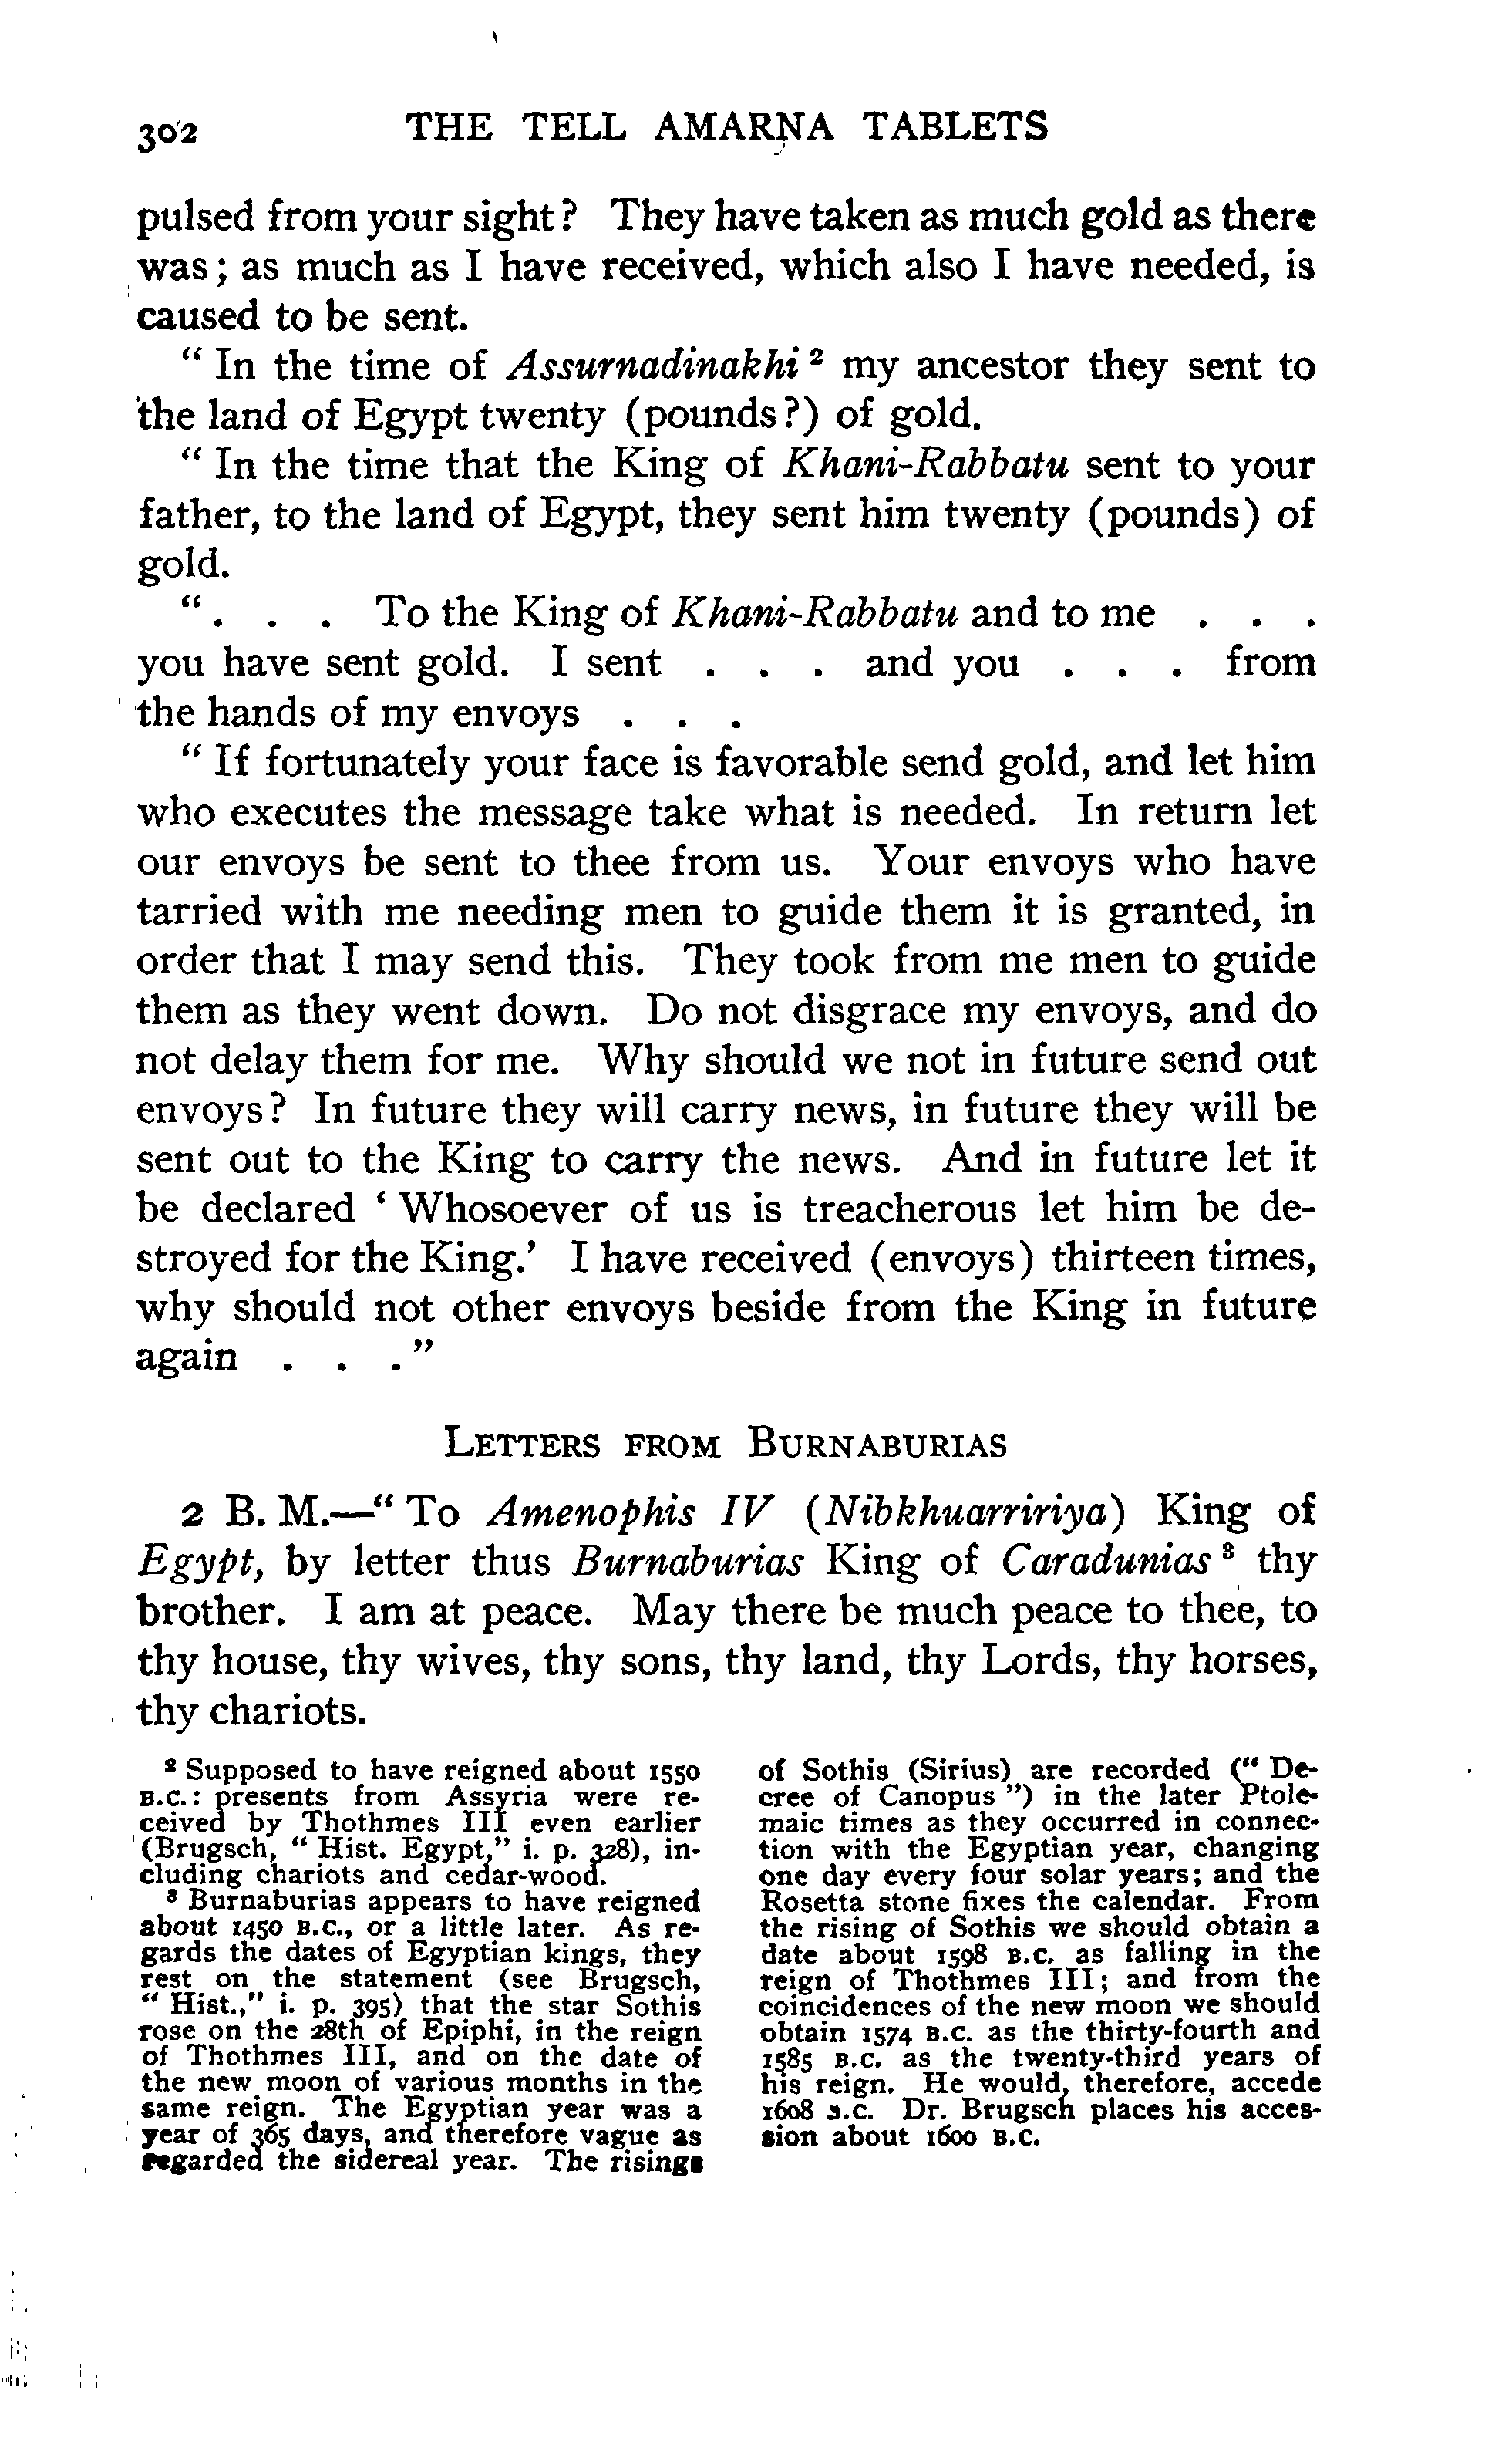 302 THE TELL AMARNA TABLETS
pulsed from your sight? They have taken as much gold as there
was; as much as I have received, which also I have needed, is
caused to be sent.
“ In the time of Assurnadinakhi ² my ancestor they sent to
the land of Egypt twenty (pounds?) of gold.
“ In the time that the King of Khani-Rabbatu sent to your
father, to the land of Egypt, they sent him twenty (pounds) of
gold.
“ . . . To the King of Khani-Rabbatu and to me . . .
you have sent gold. I sent . . . and you . . . from
the hands of my envoys . . .
“ If fortunately your face is favorable send gold, and let him
who executes the message take what is needed. In return let
our envoys be sent to thee from us. Your envoys who have
tarried with me needing men to guide them it is granted, in
order that I may send this. They took from me men to guide
them as they went down. Do not disgrace my envoys, and do
not delay them for me. Why should we not in future send out
envoys? In future they will carry news, in future they will be
sent out to the King to carry the news. And in future let it
be declared ‘ Whosoever of us is treacherous let him be de-
stroyed for the King.’ I have received (envoys) thirteen times,
why should not other envoys beside from the King in future
again . . .”
LETTERS FROM BURNABURIAS
2 B. M.—“ To Amenophis IV (Nibkhuarririya) King of
Egypt, by letter thus Burnaburias King of Caradunias ³ thy
brother. I am at peace. May there be much peace to thee, to
thy house, thy wives, thy sons, thy land, thy Lords, thy horses,
thy chariots.
² Supposed to have reigned about 1550
B.C.: presents from Assyria were re-
ceived by Thothmes III even earlier
(Brugsch, “ Hist. Egypt,” i. p. 328), in-
cluding chariots and cedar-wood.
³ Burnaburias appears to have reigned
about 1450 B.C., or a little later. As re-
gards the dates of Egyptian kings, they
rest on the statement (see Brugsch,
“ Hist.,” i. p. 395) that the star Sothis
rose on the 28th of Epiphi, in the reign
of Thothmes III, and on the date of
the new moon of various months in the
same reign. The Egyptian year was a
year of 365 days, and therefore vague as
regarded the sidereal year. The risings
of Sothis (Sirius) are recorded (“ De-
cree of Canopus ”) in the later Ptole-
maic times as they occurred in connec-
tion with the Egyptian year, changing
one day every four solar years; and the
Rosetta stone fixes the calendar. From
the rising of Sothis we should obtain a
date about 1598 B.C. as falling in the
reign of Thothmes III; and from the
coincidences of the new moon we should
obtain 1574 B.C. as the thirty-fourth and
1585 B.C. as the twenty-third years of
his reign. He would, therefore, accede
1608 B.C. Dr. Brugsch places his acces-
sion about 1600 B.C.